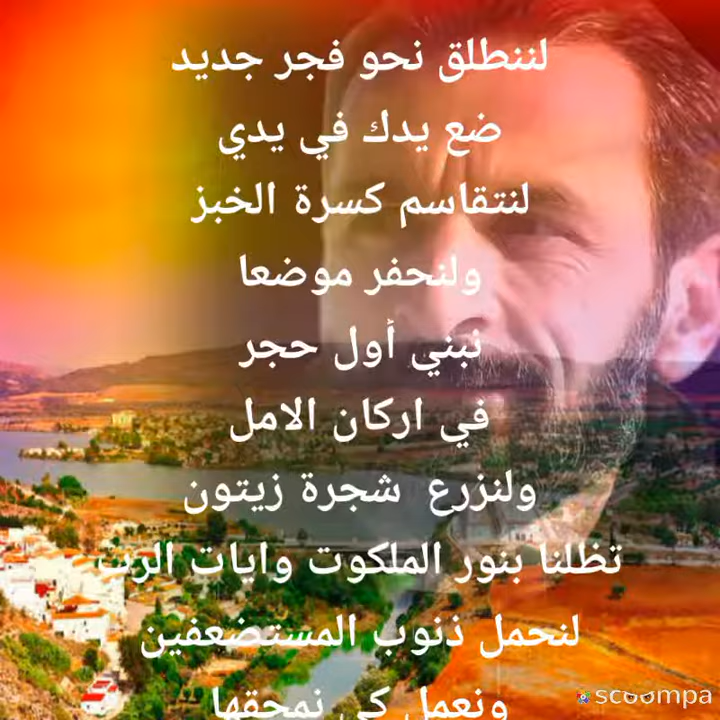 لننطلق نحو فجر جديد
ضع يدك في يدي
لنتقاسم كسرة الخبز
ولنحفر موضعا
نبني أول حجر
في اركان الامل
ولنزرع شجرة زيتون
تظلنا بنور الملكوت وايات الرب
لنحمل ذنوب المستضعفين
ونعمل كي نمحقها
scoompa